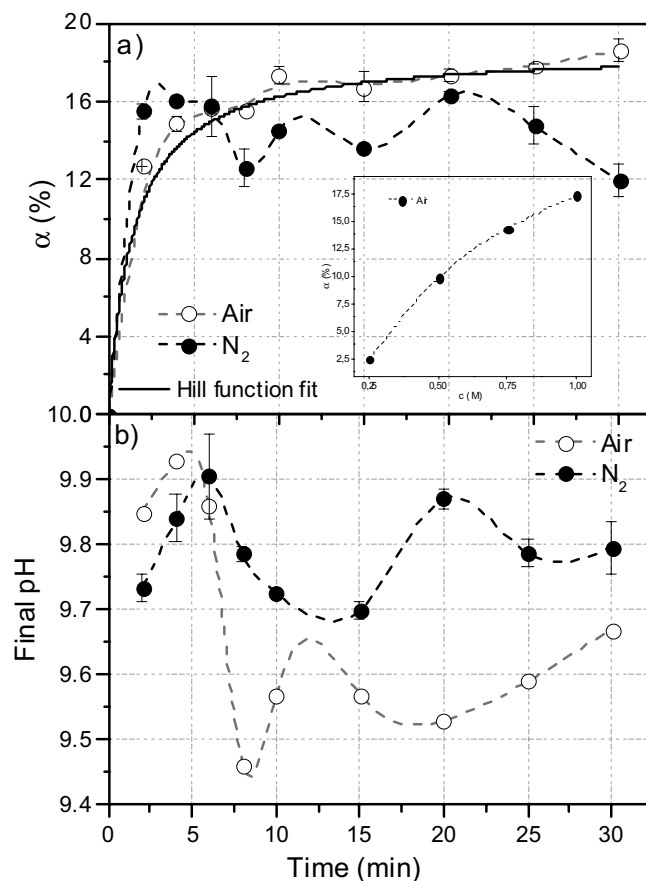 a)
20
16
12
8
4
α (%)
Air
N2
Hill function fit
Air
17,5
15,0
12,5
10,0
7,5
5,0
2,5
α (%)
0,25 0,50 0,75 1,00
c ( M)
b)
10.0
9.9
9.8
9.7
9.6
9.5
9.4
Final pH
Air
N2
0 5 10 15 20 25 30
Time (min)